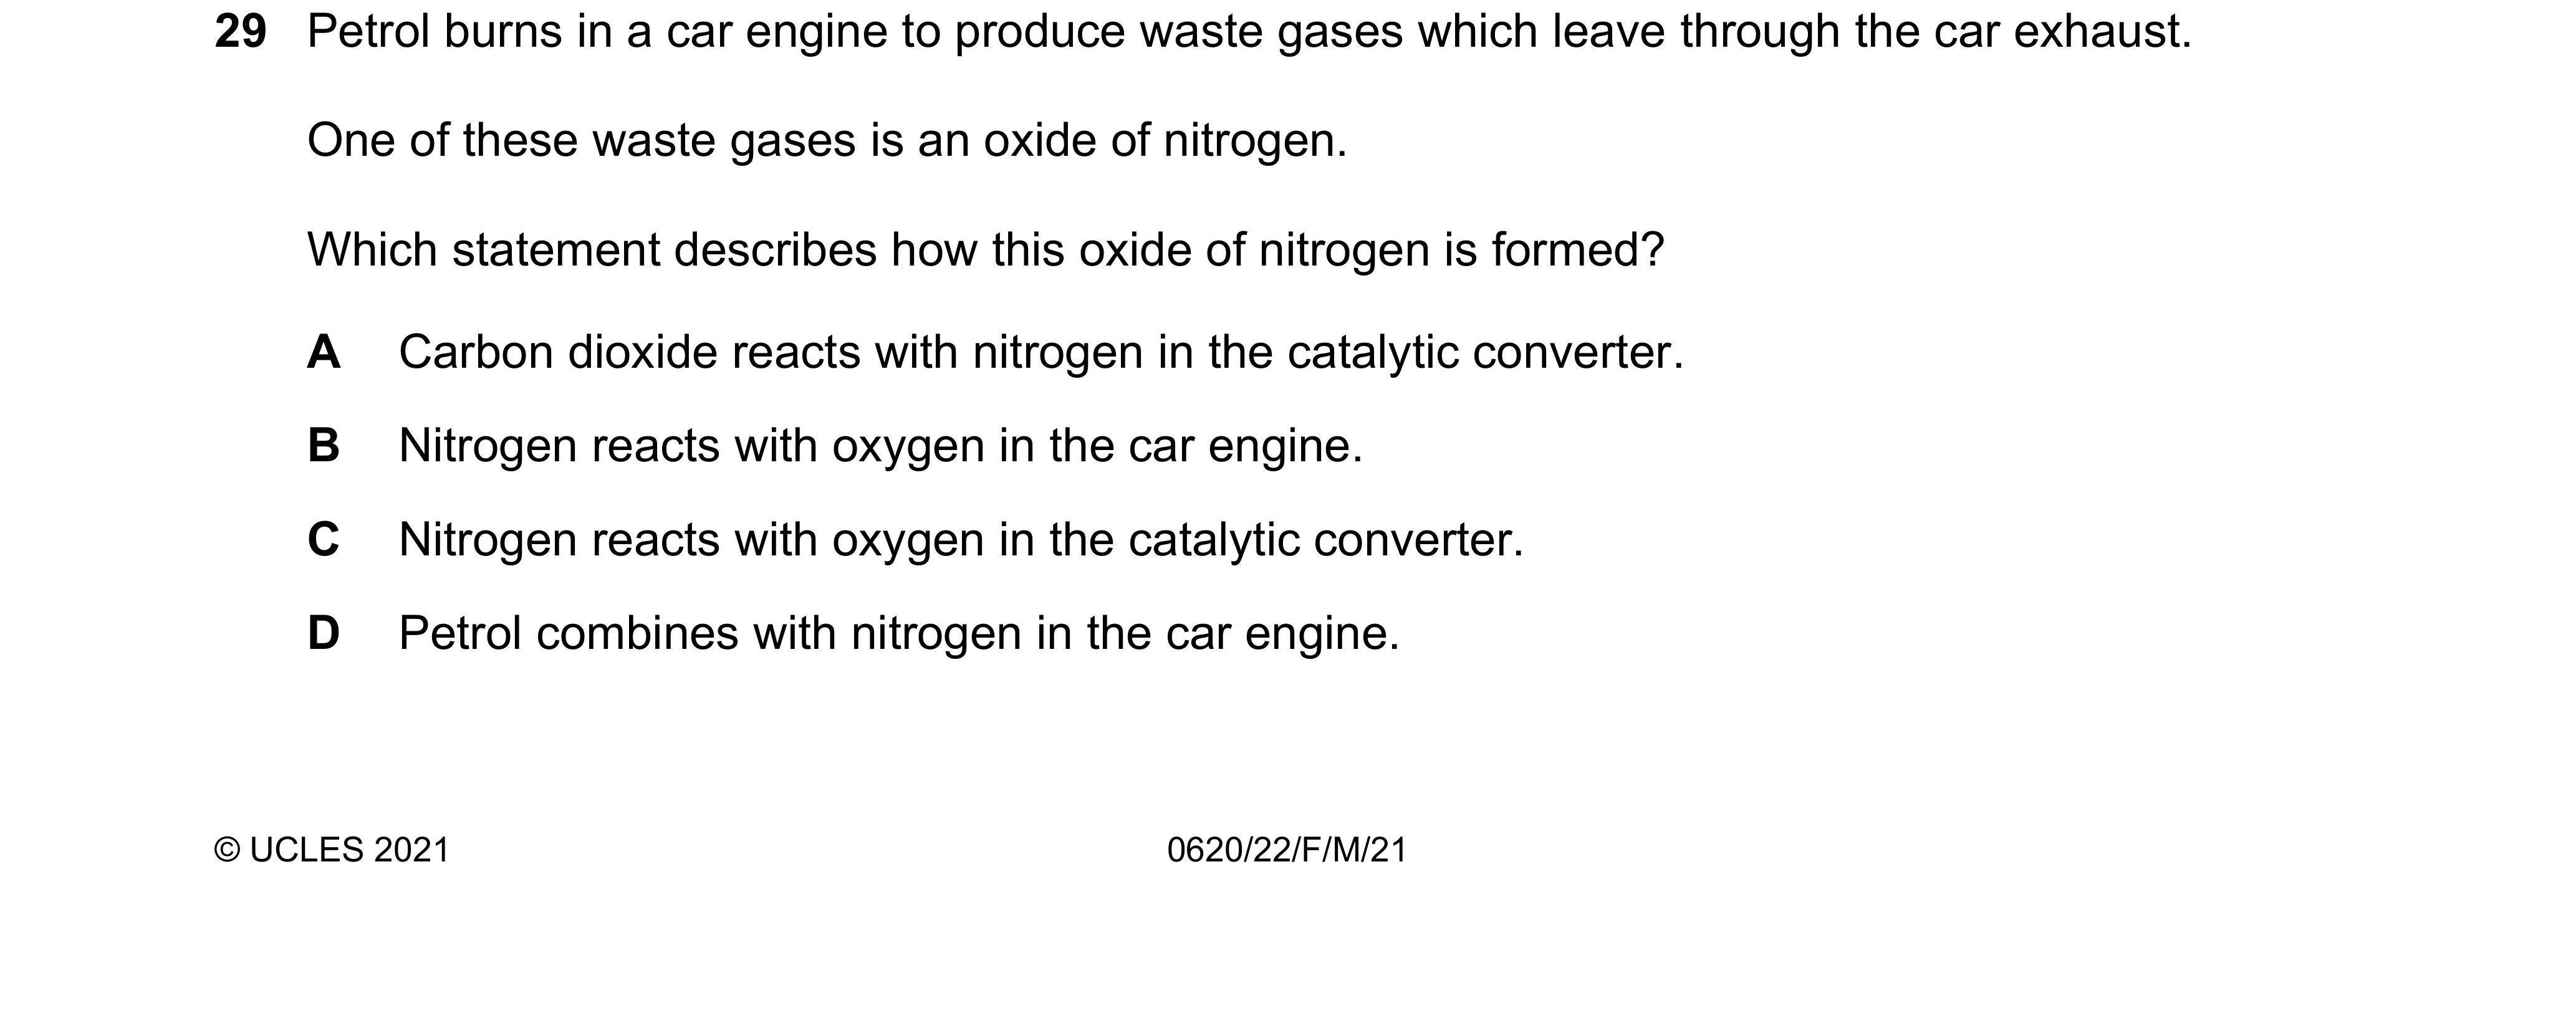 29 Petrol burns in a car engine to produce waste gases which leave through the car exhaust.
One of these waste gases is an oxide of nitrogen.
Which statement describes how this oxide of nitrogen is formed?
A Carbon dioxide reacts with nitrogen in the catalytic converter.
B Nitrogen reacts with oxygen in the car engine.
C Nitrogen reacts with oxygen in the catalytic converter.
D Petrol combines with nitrogen in the car engine.
© UCLES 2021 0620/22/F/M/21